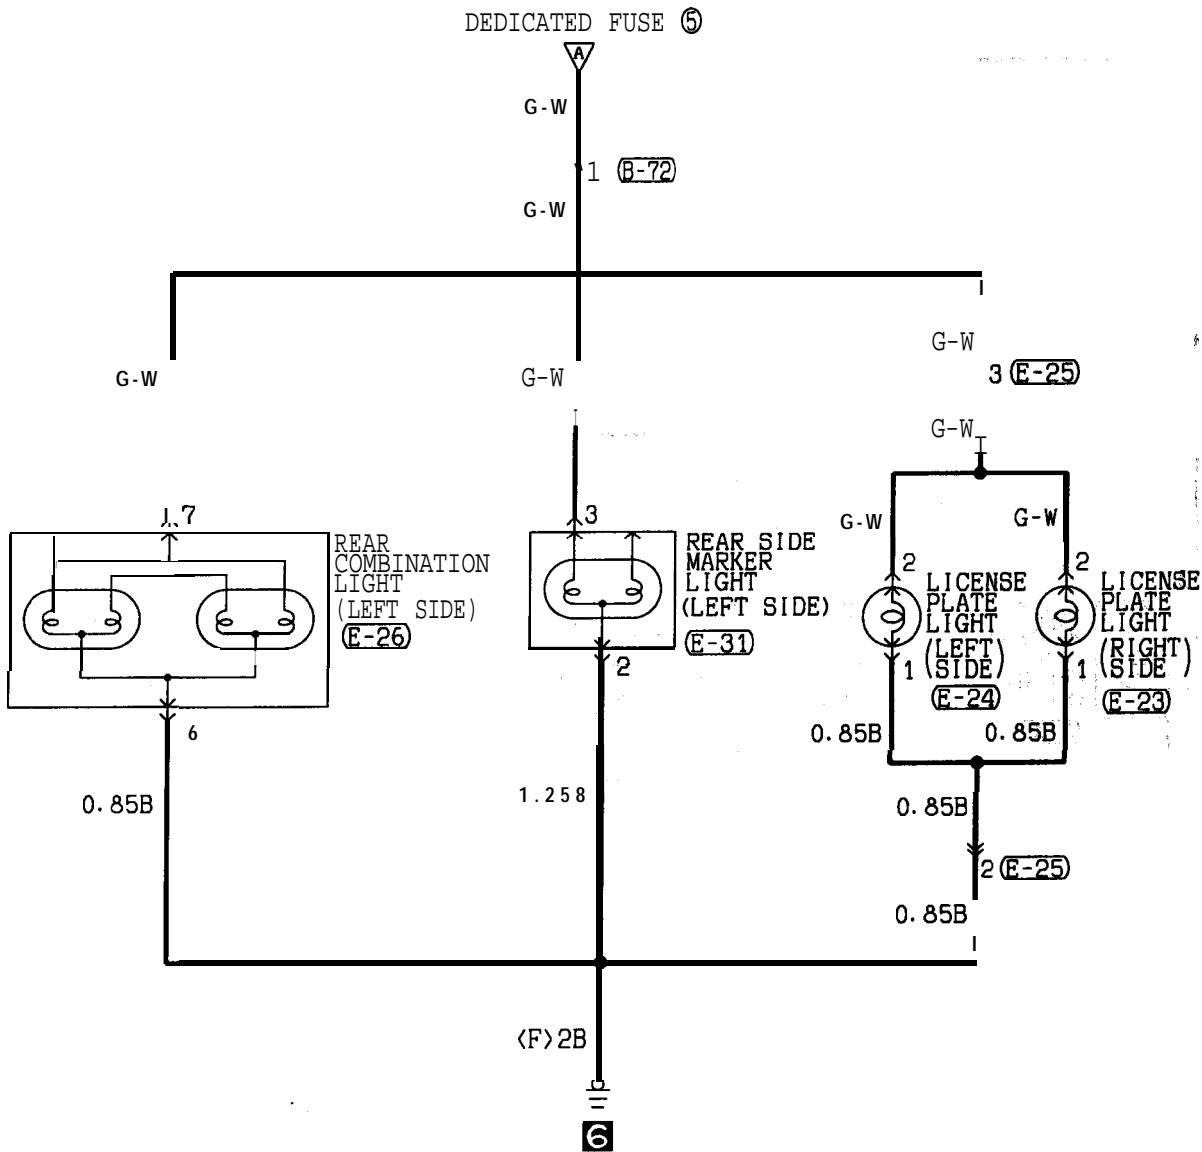 DEDICATED FUSE ⑤
A
G-W
1 (B-72)
G-W
G-W
G-W
G-W
3 (E-25)
G-W
7
REAR
COMBINATION
LIGHT
(LEFT SIDE)
(E-26)
6
0.85B
3
REAR SIDE
MARKER
LIGHT
(LEFT SIDE)
(E-31)
2
1.258
G-W
G-W
2
LICENSE
PLATE
LIGHT
(LEFT
SIDE)
1
(E-24)
2
LICENSE
PLATE
LIGHT
(RIGHT
SIDE)
1
(E-23)
0.85B
0.85B
0.85B
2 (E-25)
0.85B
<F>2B
6